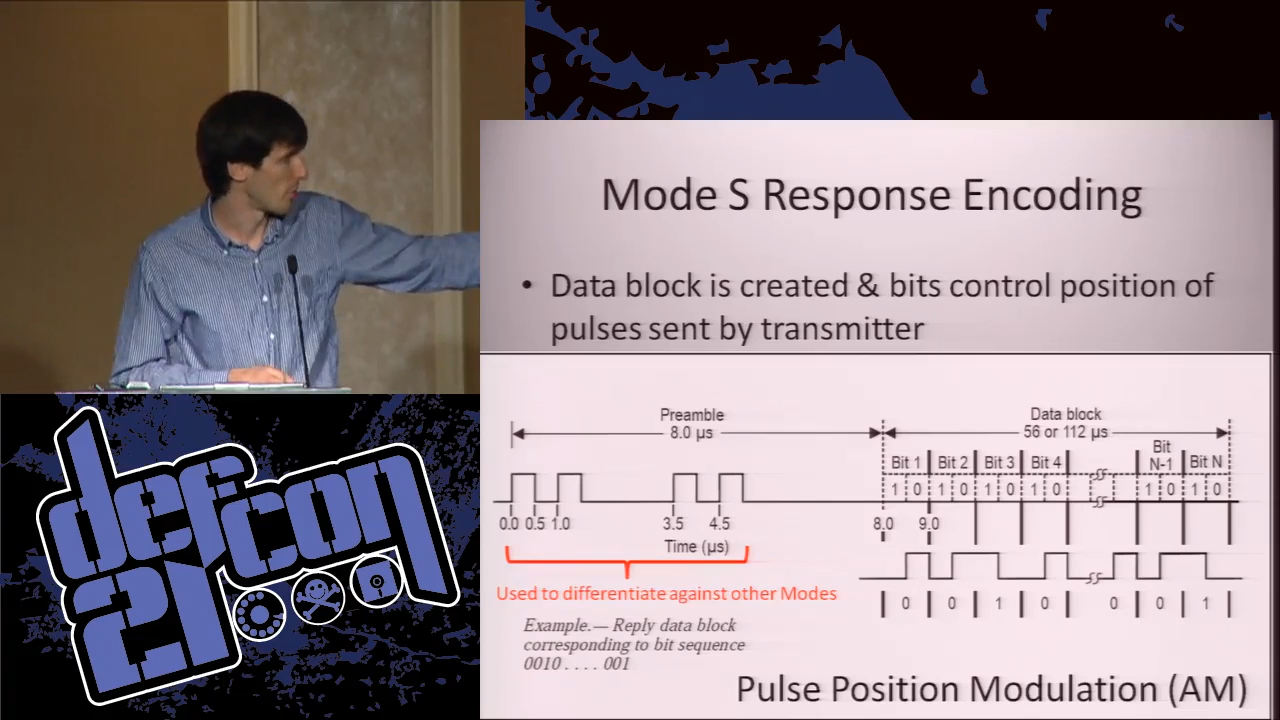 Mode S Response Encoding
• Data block is created & bits control position of
pulses sent by transmitter
Preamble
8.0 µs
Data block
56 or 112 µs
Bit 1 Bit 2 Bit 3 Bit 4 Bit N-1 Bit N
1 0 1 0 1 0 1 0 1 0 1 0
0.0 0.5 1.0 3.5 4.5 8.0 9.0
Time (µs)
Used to differentiate against other Modes
0 0 1 0 0 0 1
Example.— Reply data block
corresponding to bit sequence
0010 . . . . 001
Pulse Position Modulation (AM)
defcon
21